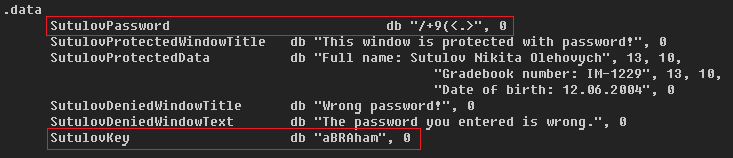 .data
SutulovPassword db "/+9(<.>", 0
SutulovProtectedWindowTitle db "This window is protected with password!", 0
SutulovProtectedData db "Full name: Sutulov Nikita Olehovych", 13, 10,
"Gradebook number: IM-1229", 13, 10,
"Date of birth: 12.06.2004", 0
SutulovDeniedWindowTitle db "Wrong password!", 0
SutulovDeniedWindowText db "The password you entered is wrong.", 0
SutulovKey db "aBRAham", 0